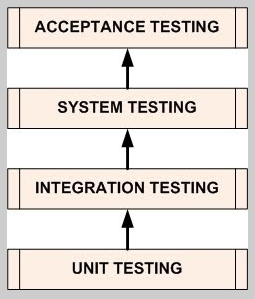 ACCEPTANCE TESTING
SYSTEM TESTING
INTEGRATION TESTING
UNIT TESTING